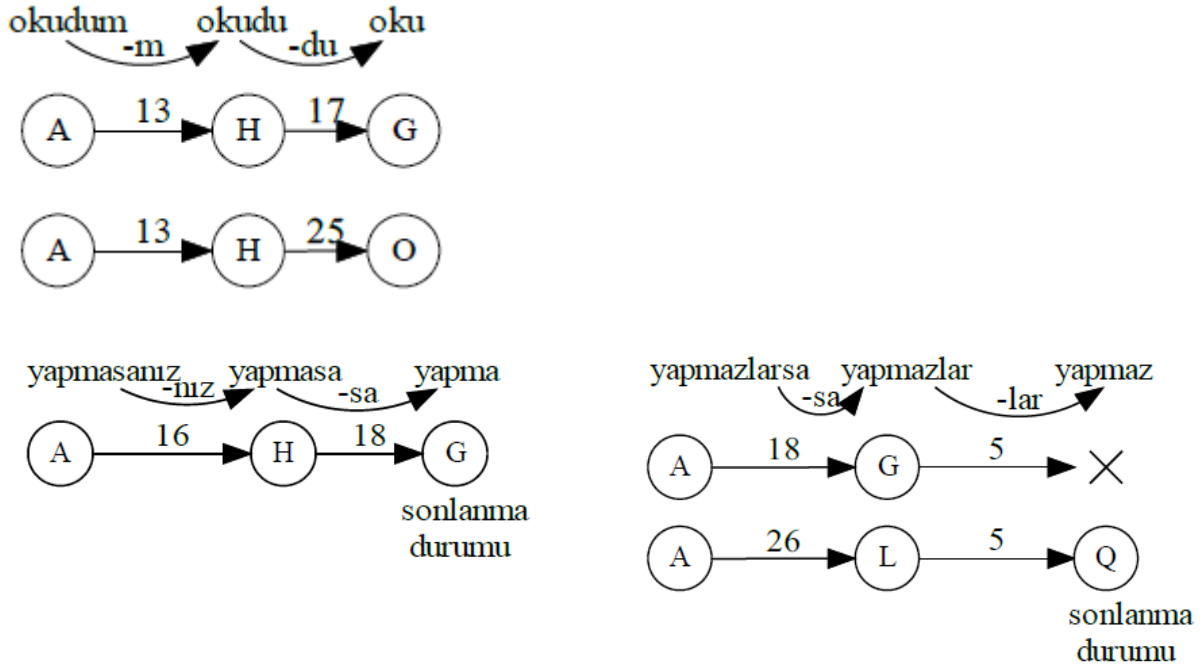 okudum okudu oku
-m -du
13 17
A H G
13 25
A H O
yapmasanız yapmasa yapma
-nız -sa
16 18
A H G
sonlanma
durumu
yapmazlarsa yapmazlar yapmaz
-sa -lar
18 5
A G
26 5
A L Q
sonlanma
durumu